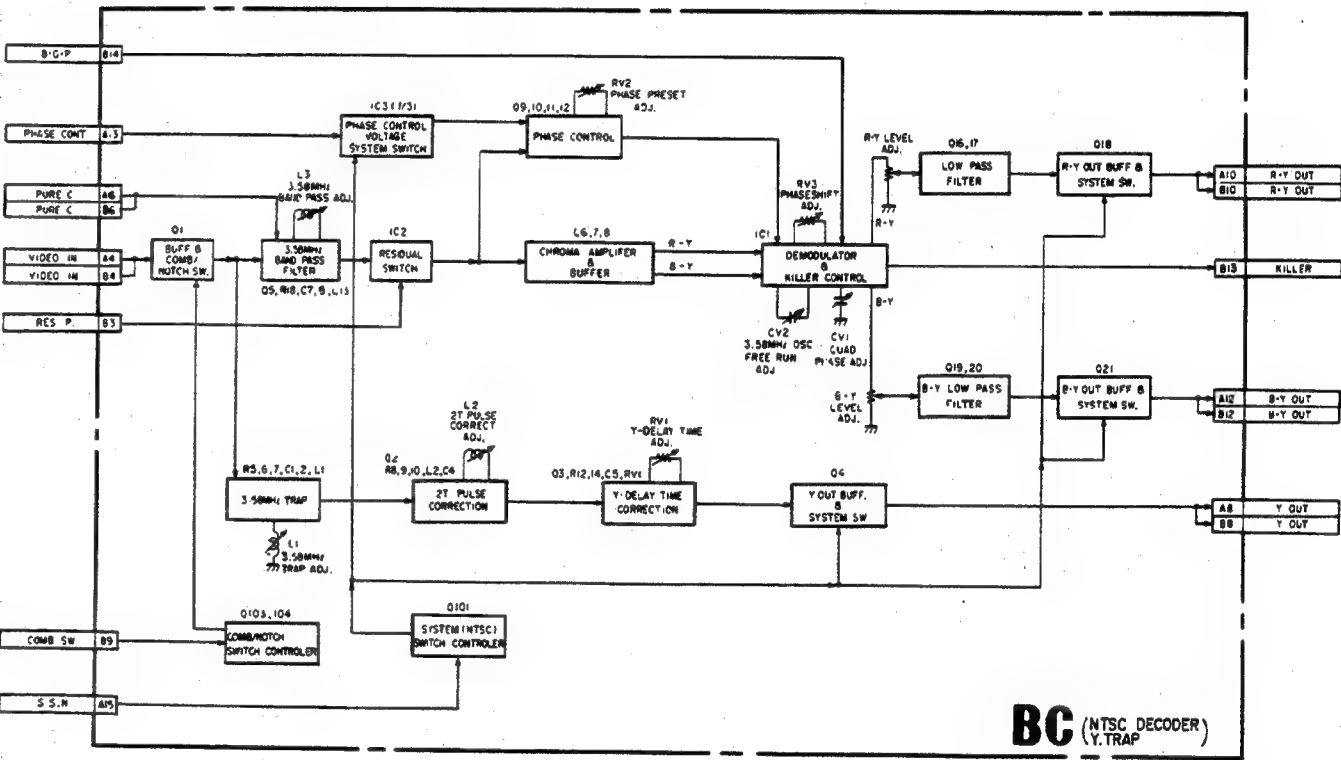 B·G·P B14
PHASE CONT A13
PURE C A6
PURE C B6
VIDEO IN A4
VIDEO IN B4
RES P. B3
COMB SW B9
S S.N A15
Q1
BUFF &
COMB/
NOTCH SW.
L3
3.58MHz
BAND PASS ADJ.
3.58MHz
BAND PASS
FILTER
Q5, R18, C7, 8, L13
IC3(1/3)
PHASE CONTROL
VOLTAGE
SYSTEM SWITCH
IC2
RESIDUAL
SWITCH
Q9,10,11,12
RV2
PHASE PRESET
ADJ.
PHASE CONTROL
L6,7,8
CHROMA AMPLIFER
&
BUFFER
R-Y
B-Y
IC1
RV3
PHASESHIFT
ADJ.
DEMODULATOR
&
KILLER CONTROL
CV2
3.58MHz OSC
FREE RUN
ADJ
CV1
QUAD
PHASE ADJ
R-Y LEVEL
ADJ.
R-Y
B-Y
B-Y
LEVEL
ADJ.
Q16,17
LOW PASS
FILTER
Q18
R-Y OUT BUFF &
SYSTEM SW.
Q19,20
B-Y LOW PASS
FILTER
Q21
B-Y OUT BUFF &
SYSTEM SW.
R5,6,7,C1,2,L1
3.58MHz TRAP
L1
3.58MHz
TRAP ADJ.
L2
2T PULSE
CORRECT
ADJ.
Q2
R8,9,10,L2,C4
2T PULSE
CORRECTION
RV1
Y-DELAY TIME
ADJ.
Q3,R12,14,C5,RV1
Y-DELAY TIME
CORRECTION
Q4
Y OUT BUFF.
&
SYSTEM SW
Q103,104
COMB/NOTCH
SWITCH CONTROLER
Q101
SYSTEM (NTSC)
SWITCH CONTROLER
A10 R-Y OUT
B10 R-Y OUT
B13 KILLER
A12 B-Y OUT
B12 B-Y OUT
A8 Y OUT
B8 Y OUT
BC (NTSC DECODER)
Y.TRAP